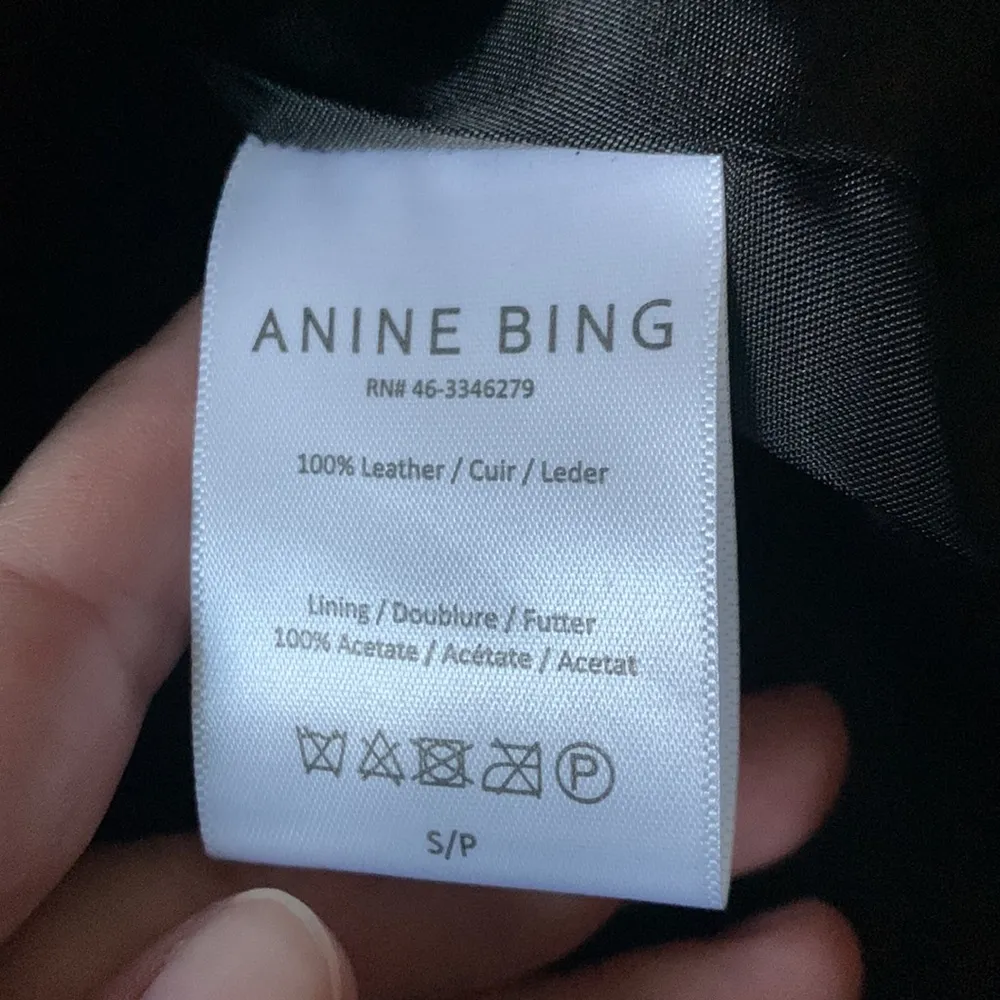 ANINE BING
RN# 46-3346279
100% Leather / Cuir / Leder
Lining / Doublure / Futter
100% Acetate / Acétate / Acetat
P
S/P